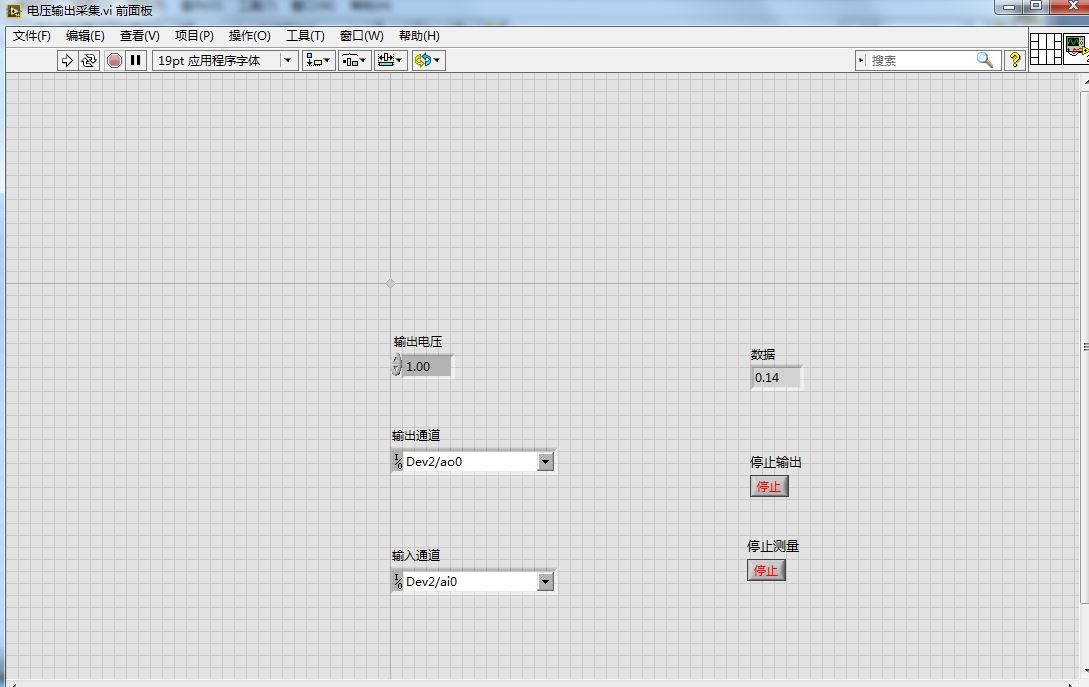 电压输出采集.vi 前面板
文件(F) 编辑(E) 查看(V) 项目(P) 操作(O) 工具(T) 窗口(W) 帮助(H)
19pt 应用程序字体
搜索
?
输出电压
1.00
数据
0.14
输出通道
I/0 Dev2/ao0
停止输出
停止
输入通道
I/0 Dev2/ai0
停止测量
停止